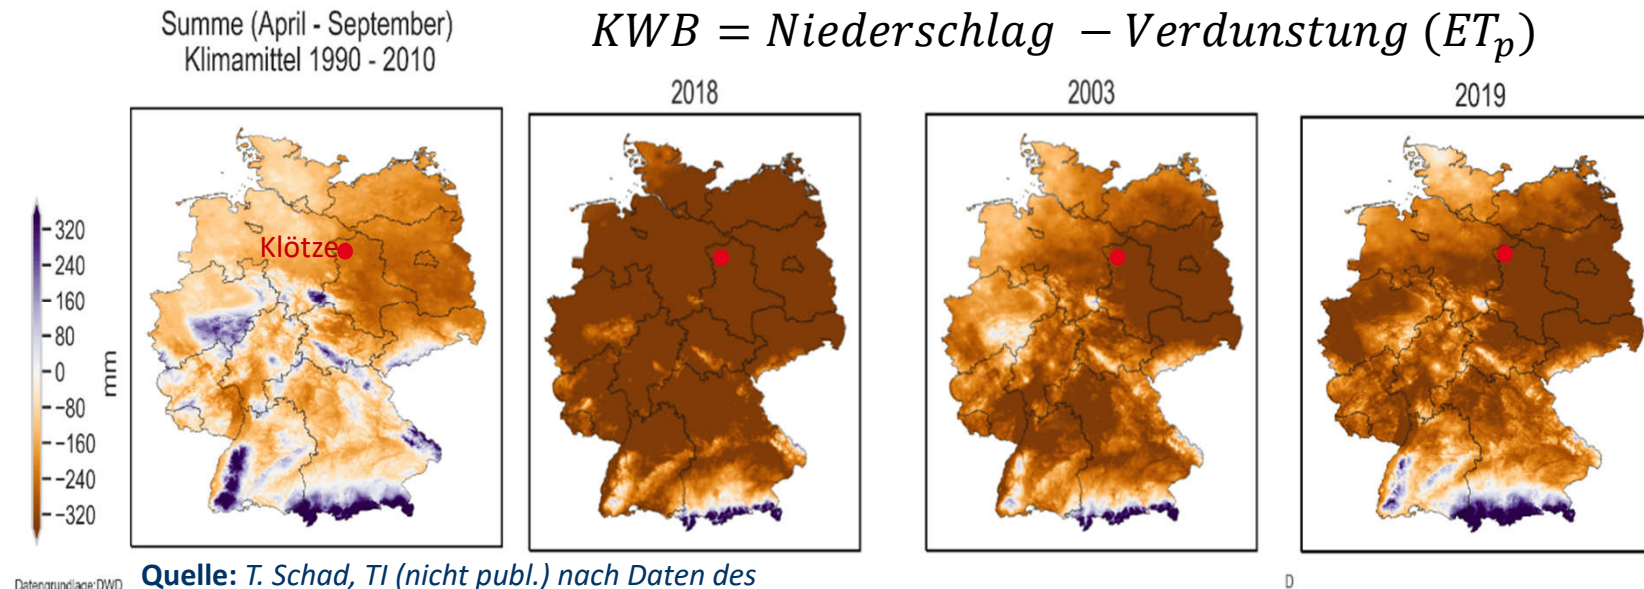 Summe (April - September)
Klimamittel 1990 - 2010
KWB = Niederschlag − Verdunstung (ET_p)
2018
2003
2019
Klötze
320
240
160
80
0
−80
−160
−240
−320
mm
Datengrundlage:DWD
Quelle: T. Schad, TI (nicht publ.) nach Daten des
D